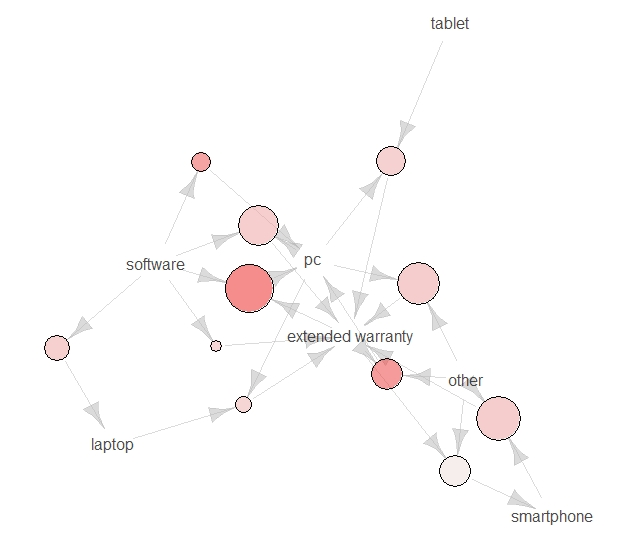 tablet
software
pc
extended warranty
other
laptop
smartphone